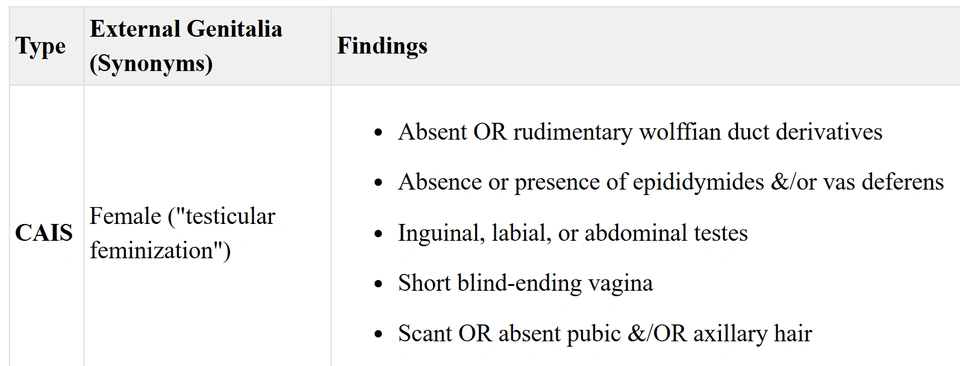 Type
External Genitalia
(Synonyms)
Findings
CAIS
Female ("testicular
feminization")
• Absent OR rudimentary wolffian duct derivatives
• Absence or presence of epididymides &/or vas deferens
• Inguinal, labial, or abdominal testes
• Short blind-ending vagina
• Scant OR absent pubic &/OR axillary hair